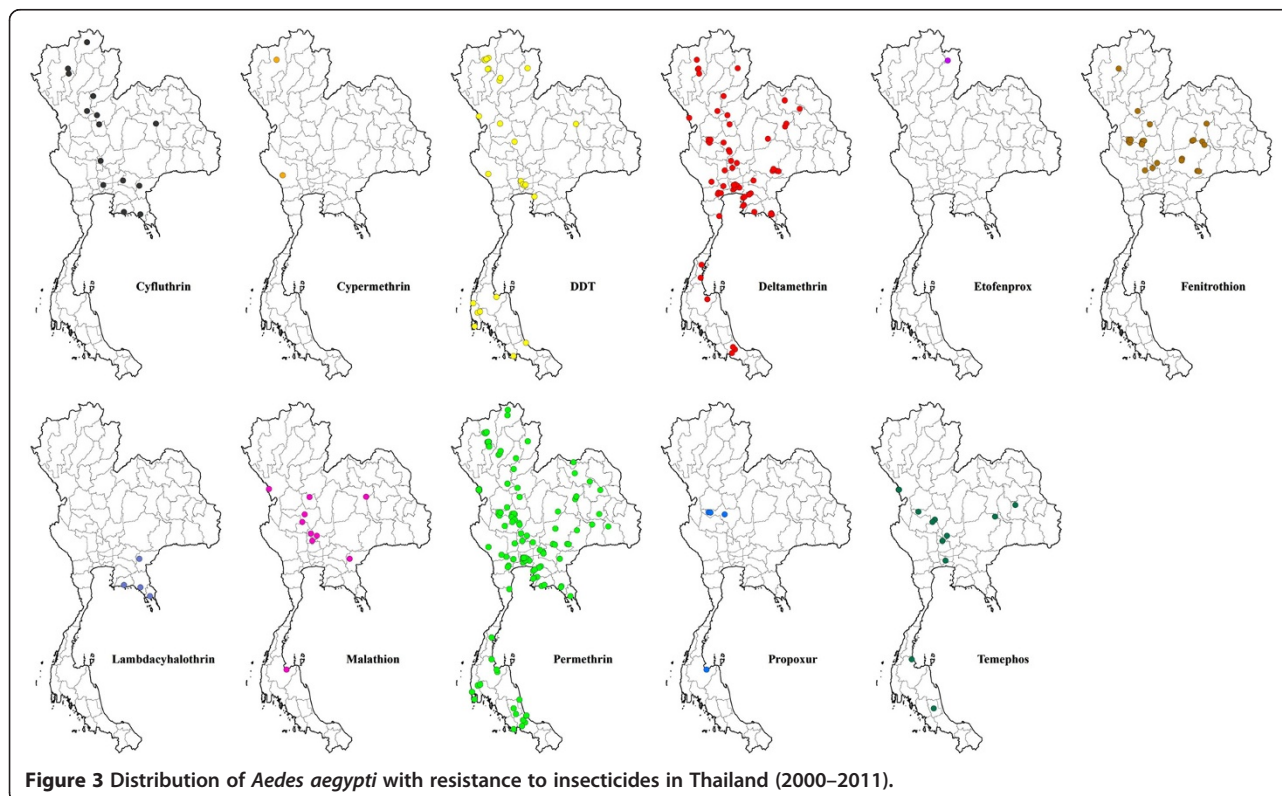 Cyfluthrin
Cypermethrin
DDT
Deltamethrin
Etofenprox
Fenitrothion
Lambdacyhalothrin
Malathion
Permethrin
Propoxur
Temephos
Figure 3 Distribution of Aedes aegypti with resistance to insecticides in Thailand (2000–2011).